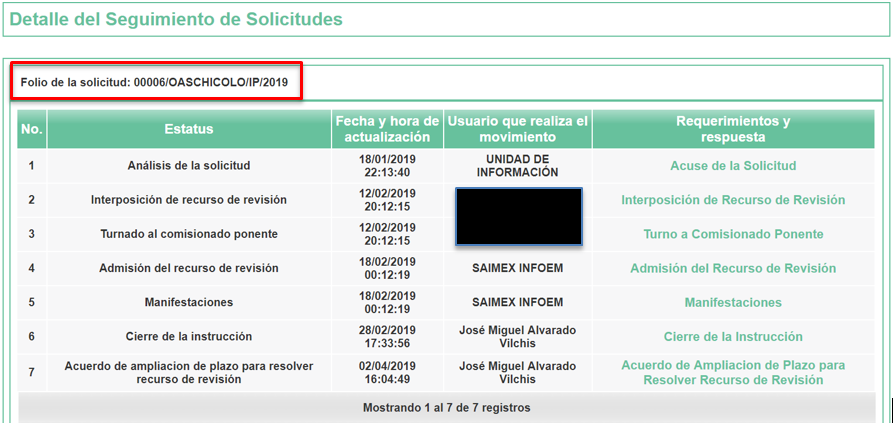 Detalle del Seguimiento de Solicitudes
Folio de la solicitud: 00006/OASCHICOLO/IP/2019
No. Estatus Fecha y hora de actualización Usuario que realiza el movimiento Requerimientos y respuesta
1 Análisis de la solicitud 18/01/2019 22:13:40 UNIDAD DE INFORMACIÓN Acuse de la Solicitud
2 Interposición de recurso de revisión 12/02/2019 20:12:15 Interposición de Recurso de Revisión
3 Turnado al comisionado ponente 12/02/2019 20:12:15 Turno a Comisionado Ponente
4 Admisión del recurso de revisión 18/02/2019 00:12:19 SAIMEX INFOEM Admisión del Recurso de Revisión
5 Manifestaciones 18/02/2019 00:12:19 SAIMEX INFOEM Manifestaciones
6 Cierre de la instrucción 28/02/2019 17:33:56 José Miguel Alvarado Vilchis Cierre de la Instrucción
7 Acuerdo de ampliacion de plazo para resolver recurso de revisión 02/04/2019 16:04:49 José Miguel Alvarado Vilchis Acuerdo de Ampliacion de Plazo para Resolver Recurso de Revisión
Mostrando 1 al 7 de 7 registros